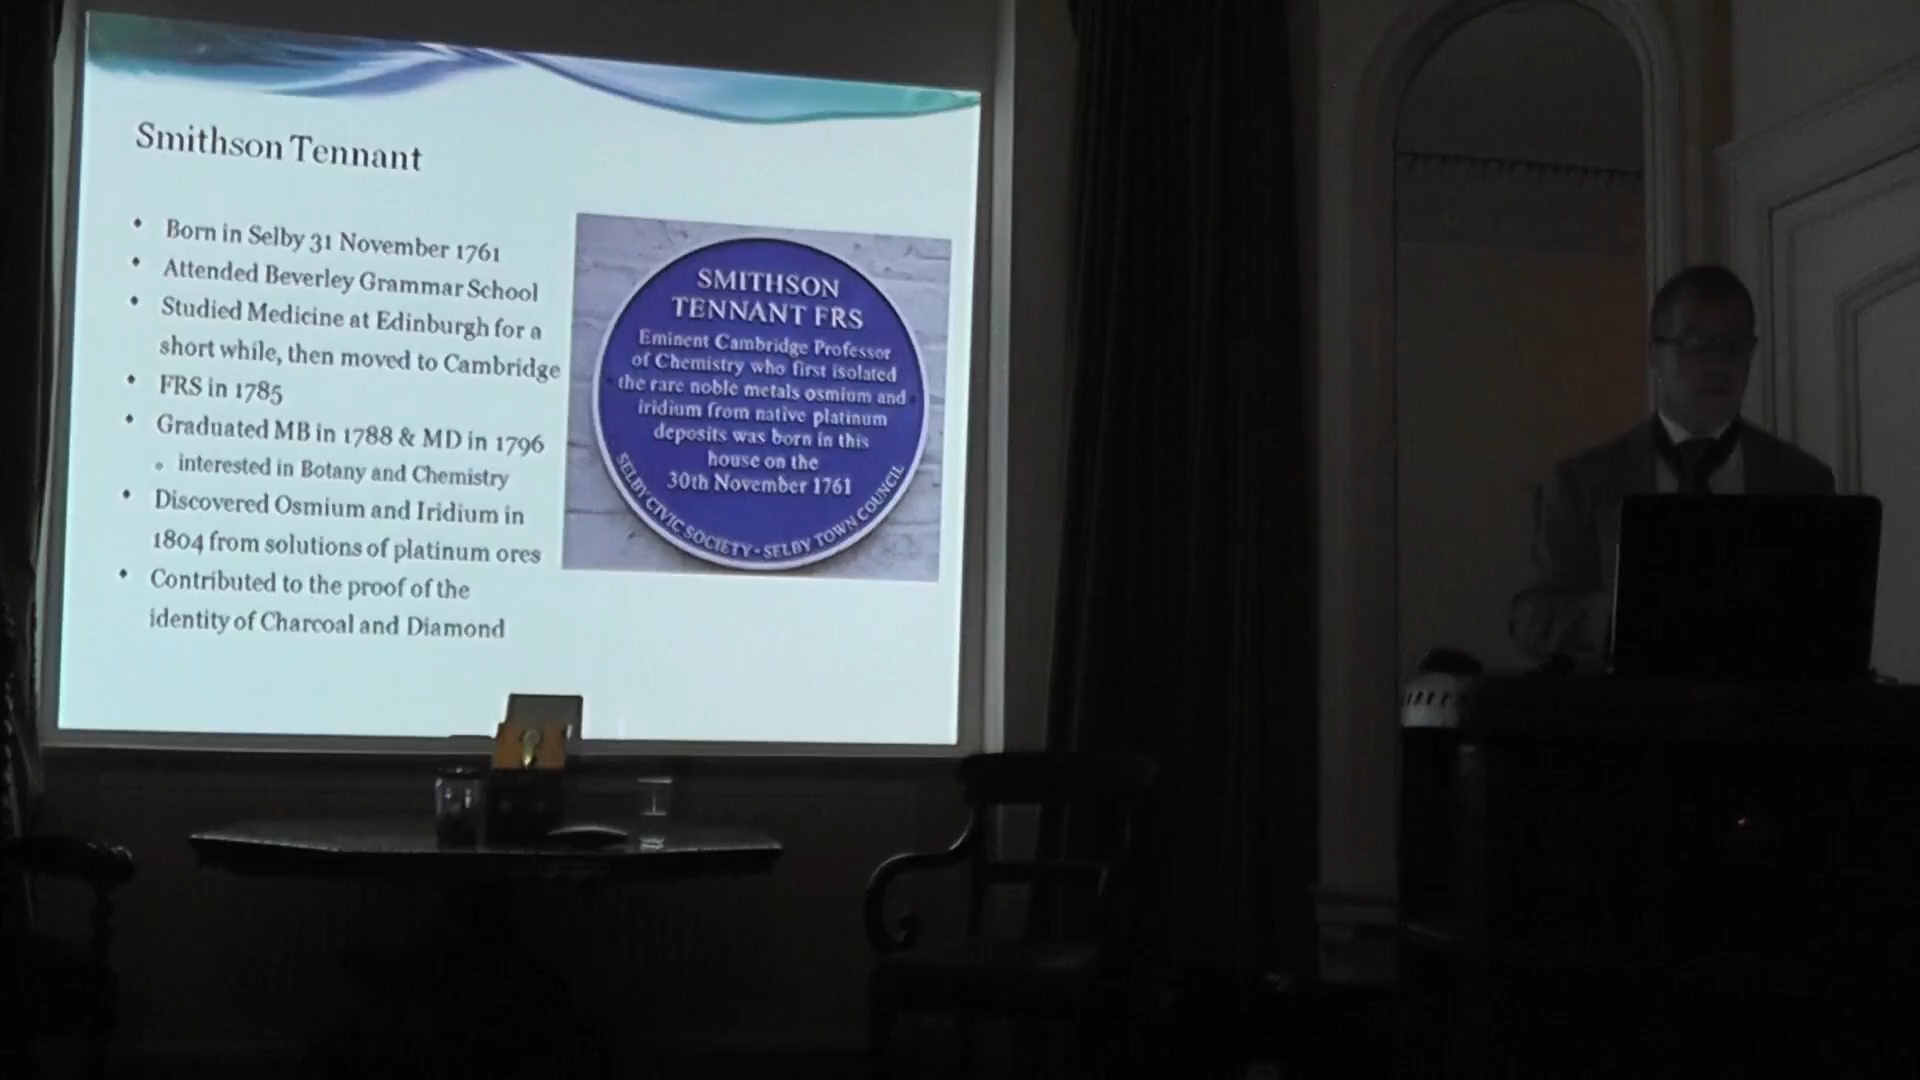 Smithson Tennant
• Born in Selby 31 November 1761
• Attended Beverley Grammar School
• Studied Medicine at Edinburgh for a
short while, then moved to Cambridge
• FRS in 1785
• Graduated MB in 1788 & MD in 1796
∘ interested in Botany and Chemistry
• Discovered Osmium and Iridium in
1804 from solutions of platinum ores
• Contributed to the proof of the
identity of Charcoal and Diamond
SMITHSON
TENNANT FRS
Eminent Cambridge Professor
of Chemistry who first isolated
the rare noble metals osmium and
iridium from native platinum
deposits was born in this
house on the
30th November 1761
SELBY CIVIC SOCIETY • SELBY TOWN COUNCIL